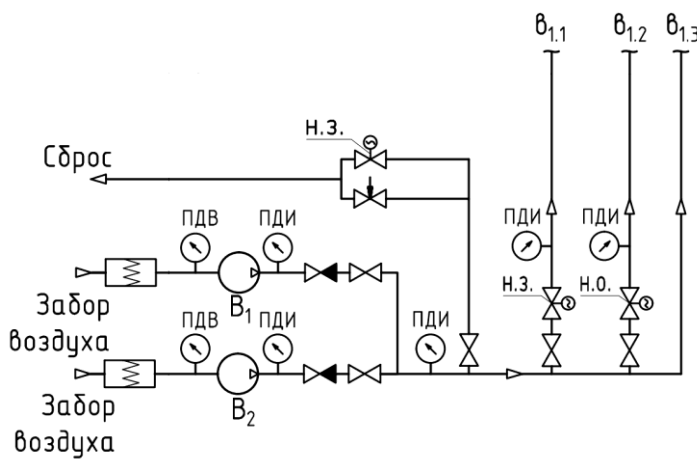 в1.1
в1.2
в1.3
Н.З.
Сброс
ПДИ
ПДИ
ПДВ
ПДИ
Н.З.
Н.О.
Забор
воздуха
В1
ПДВ
ПДИ
ПДИ
Забор
воздуха
В2